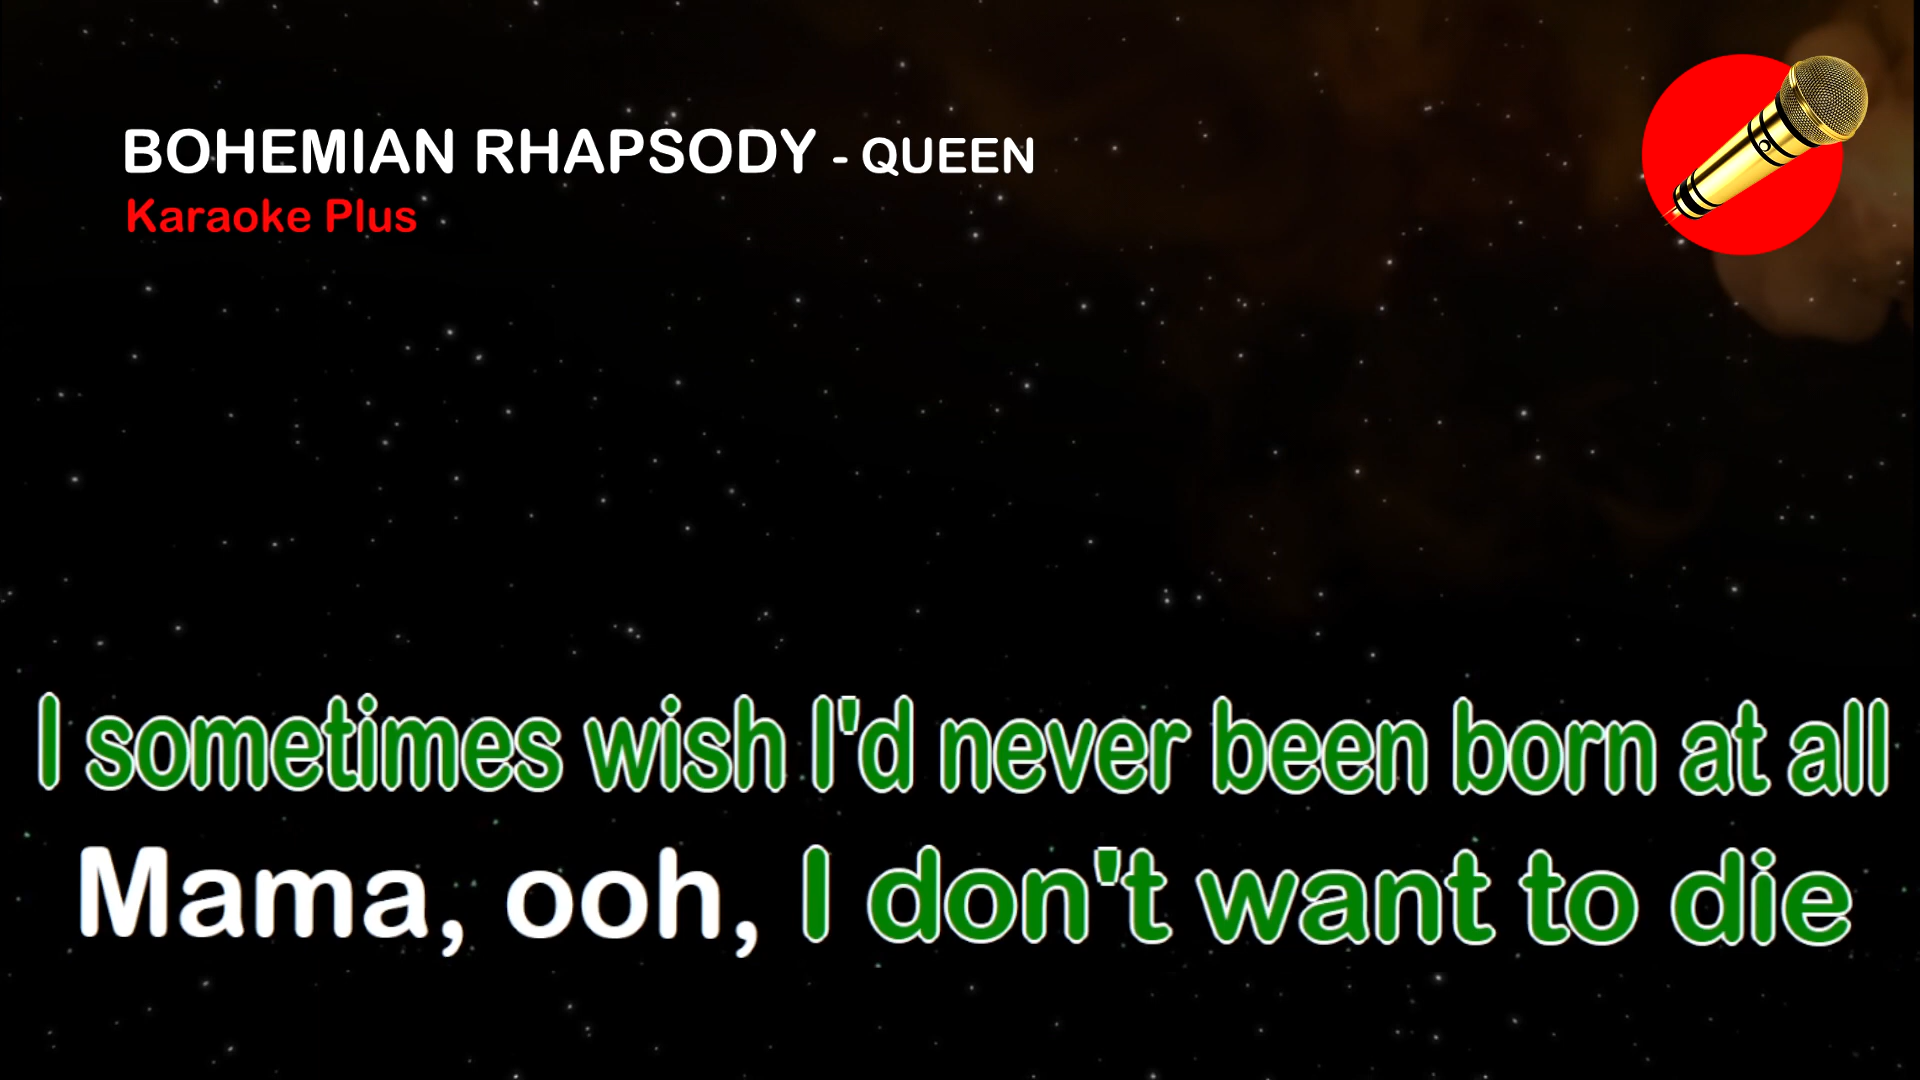 BOHEMIAN RHAPSODY - QUEEN
Karaoke Plus
I sometimes wish I'd never been born at all
Mama, ooh, I don't want to die